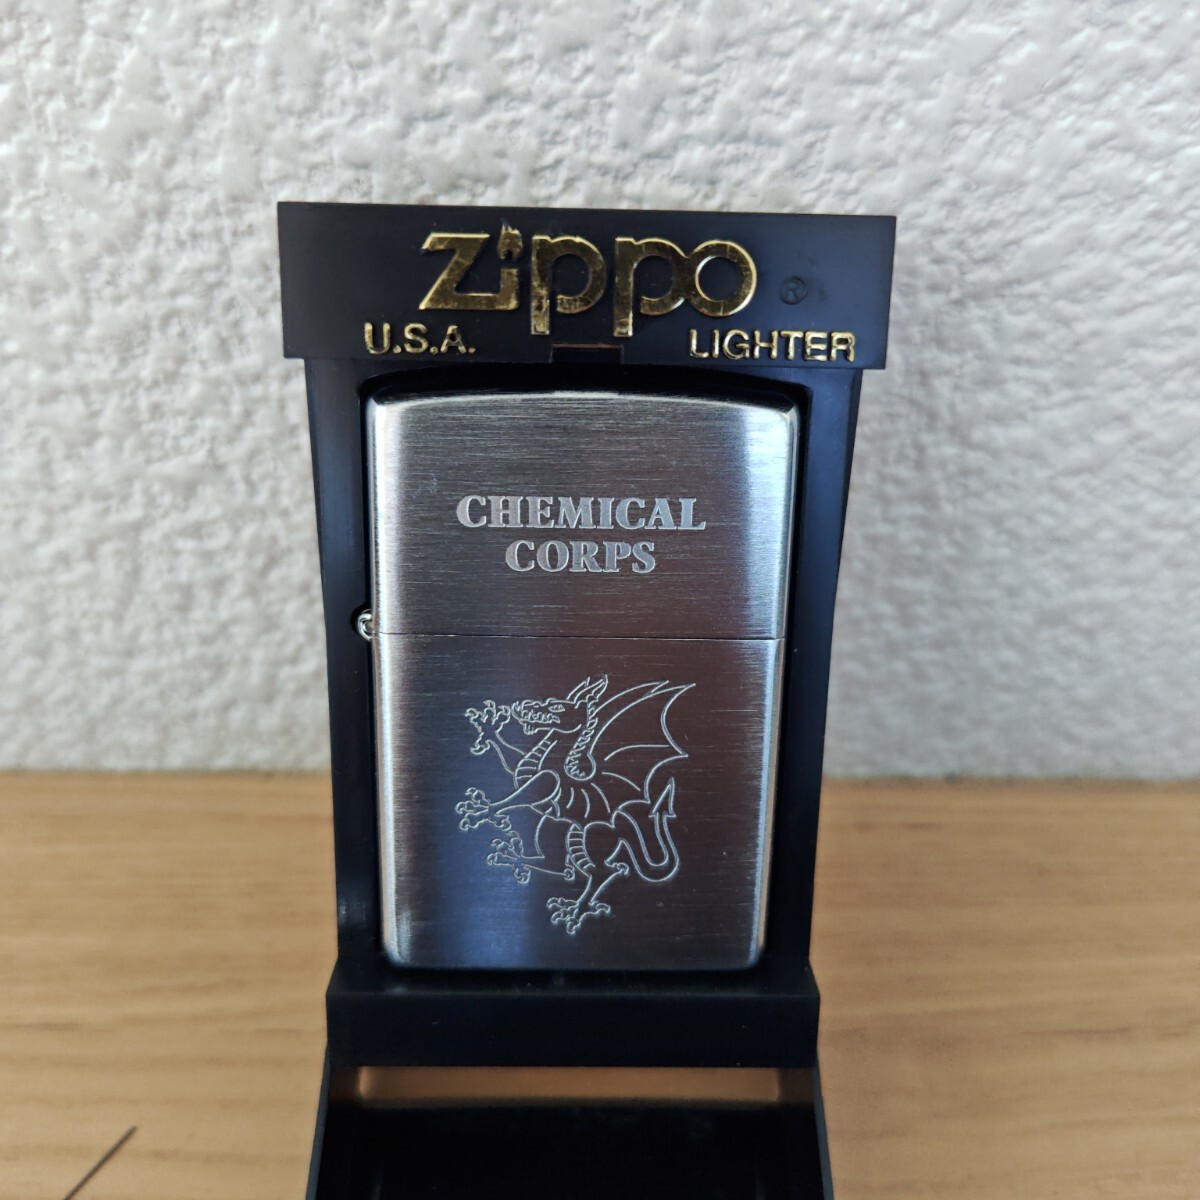 Zippo ®
U.S.A. LIGHTER
CHEMICAL
CORPS